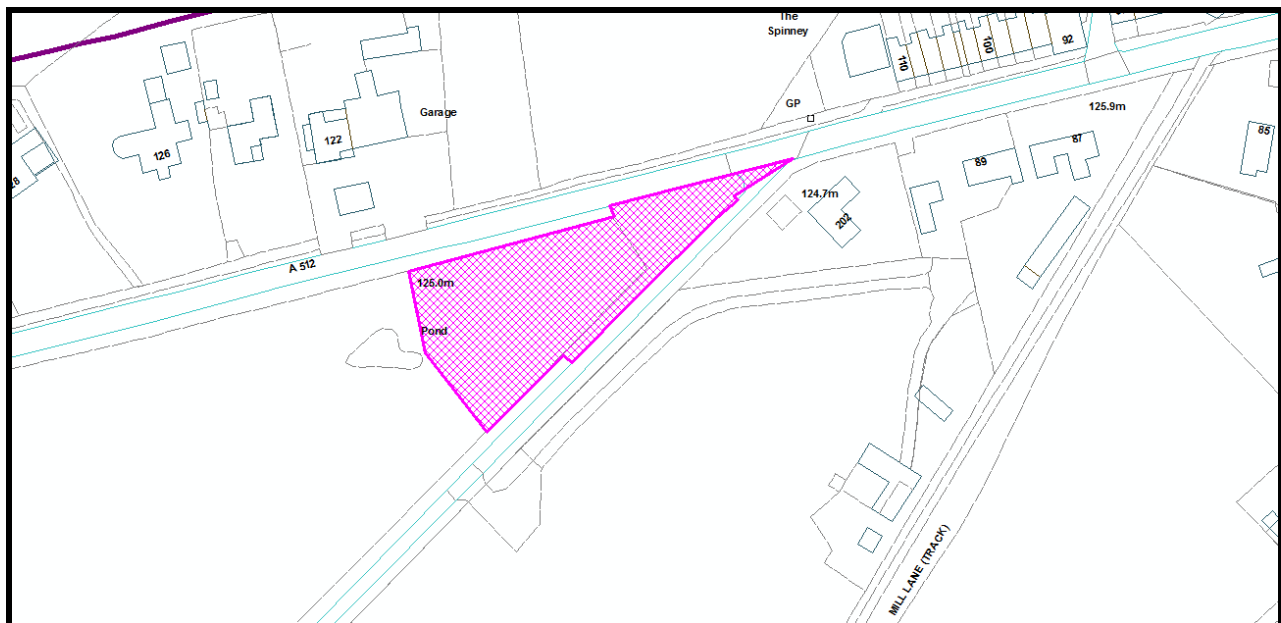 The
Spinney
110
100
92
GP
Garage
125.9m
126
122
85
87
89
28
124.7m
202
A 512
125.0m
Pond
MILL LANE (TRACK)